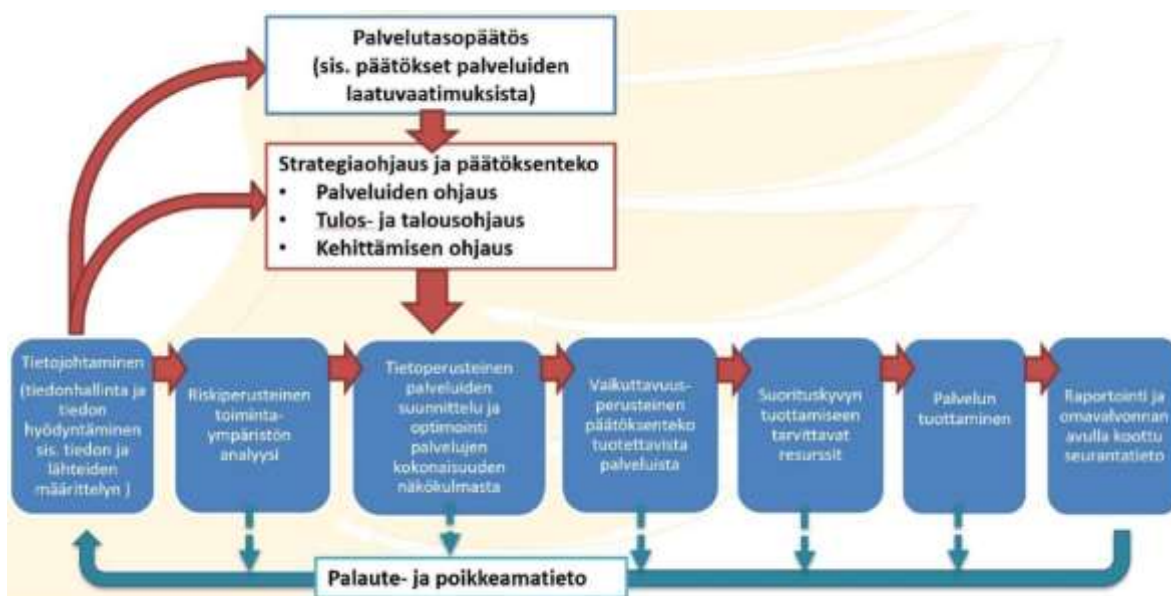 Palvelutasopäätös
(sis. päätökset palveluiden
laatuvaatimuksista)
Strategiaohjaus ja päätöksenteko
• Palveluiden ohjaus
• Tulos- ja talousohjaus
• Kehittämisen ohjaus
Tietojohtaminen
(tiedonhallinta ja
tiedon
hyödyntäminen
sis. tiedon ja
lähteiden
määrittelyn )
Riskiperusteinen
toiminta-
ympäristön
analyysi
Tietoperusteinen
palveluiden
suunnittelu ja
optimointi
palvelujen
kokonaisuuden
näkökulmasta
Vaikuttavuus-
perusteinen
päätöksenteko
tuotettavista
palveluista
Suorituskyvyn
tuottamiseen
tarvittavat
resurssit
Palvelun
tuottaminen
Raportointi ja
omavalvonnan
avulla koottu
seurantatieto
Palaute- ja poikkeamatieto